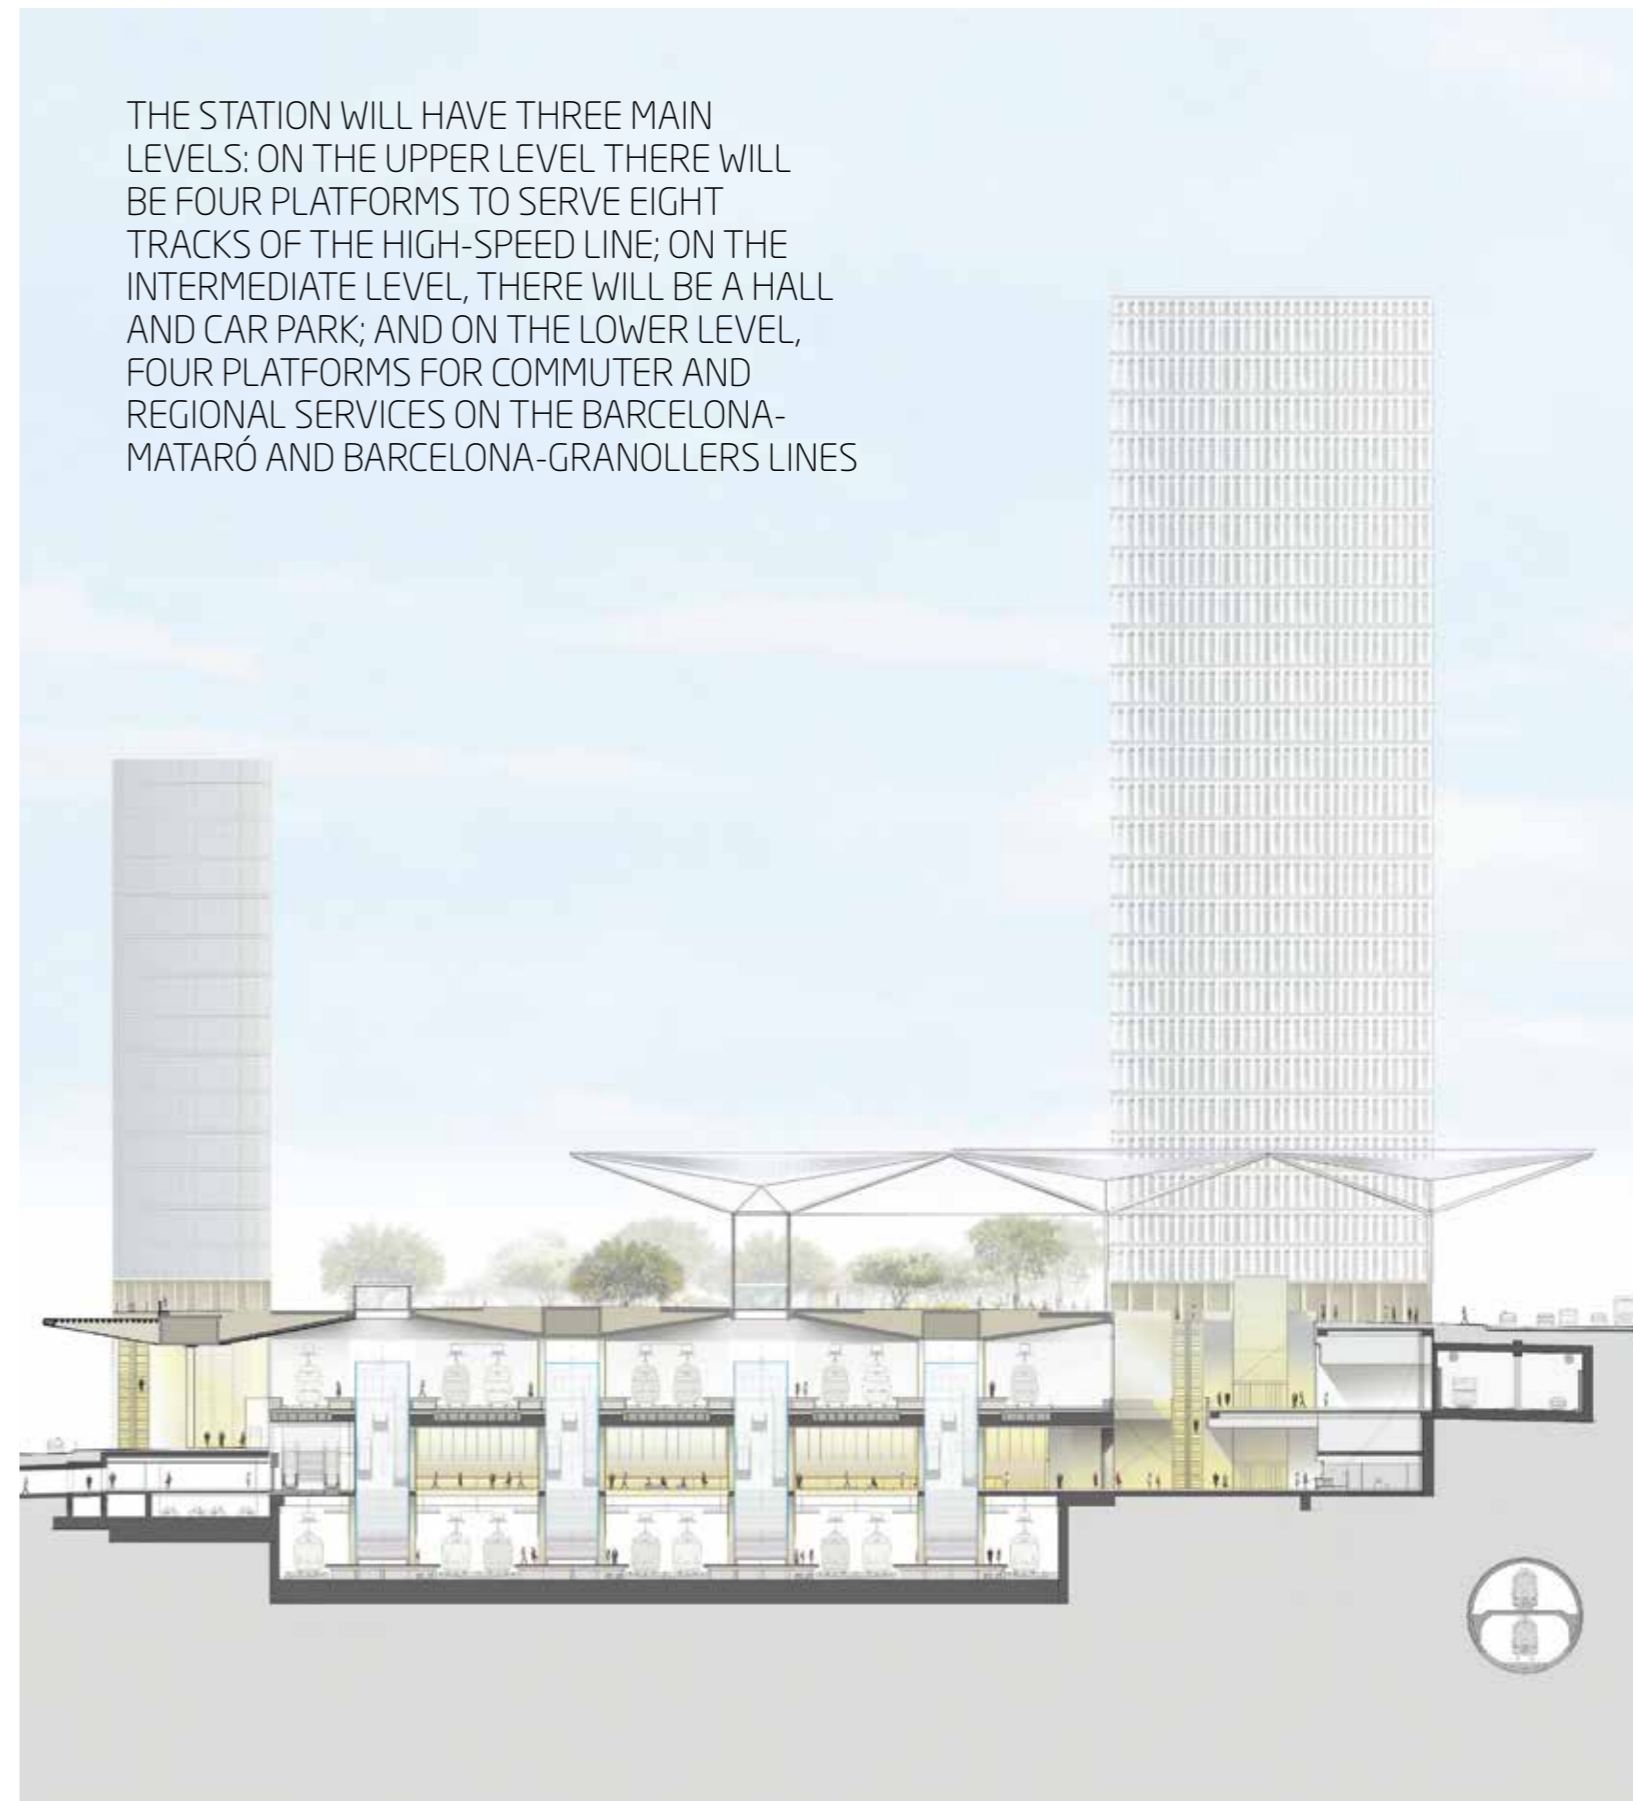 THE STATION WILL HAVE THREE MAIN
LEVELS: ON THE UPPER LEVEL THERE WILL
BE FOUR PLATFORMS TO SERVE EIGHT
TRACKS OF THE HIGH-SPEED LINE; ON THE
INTERMEDIATE LEVEL, THERE WILL BE A HALL
AND CAR PARK; AND ON THE LOWER LEVEL,
FOUR PLATFORMS FOR COMMUTER AND
REGIONAL SERVICES ON THE BARCELONA-
MATARÓ AND BARCELONA-GRANOLLERS LINES